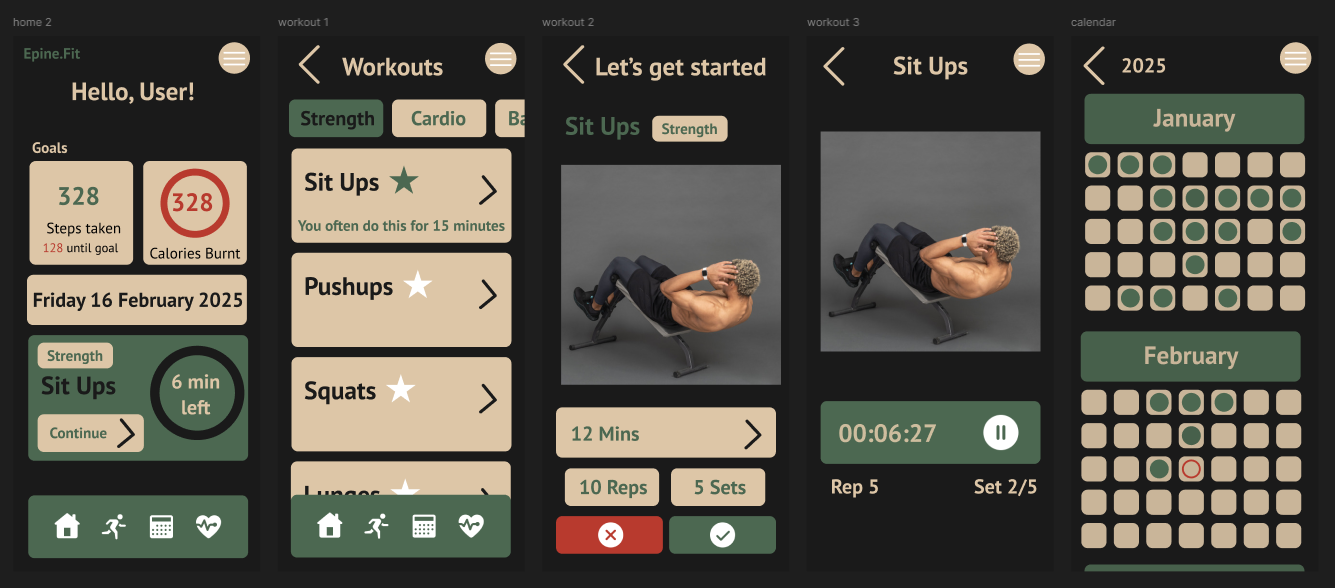 home 2
Epine.Fit
Hello, User!
Goals
328
Steps taken
128 until goal
328
Calories Burnt
Friday 16 February 2025
Strength
Sit Ups
Continue
6 min
left
workout 1
Workouts
Strength
Cardio
Ba
Sit Ups
You often do this for 15 minutes
Pushups
Squats
Lunges
workout 2
Let's get started
Sit Ups
Strength
12 Mins
10 Reps
5 Sets
workout 3
Sit Ups
00:06:27
Rep 5
Set 2/5
calendar
2025
January
February